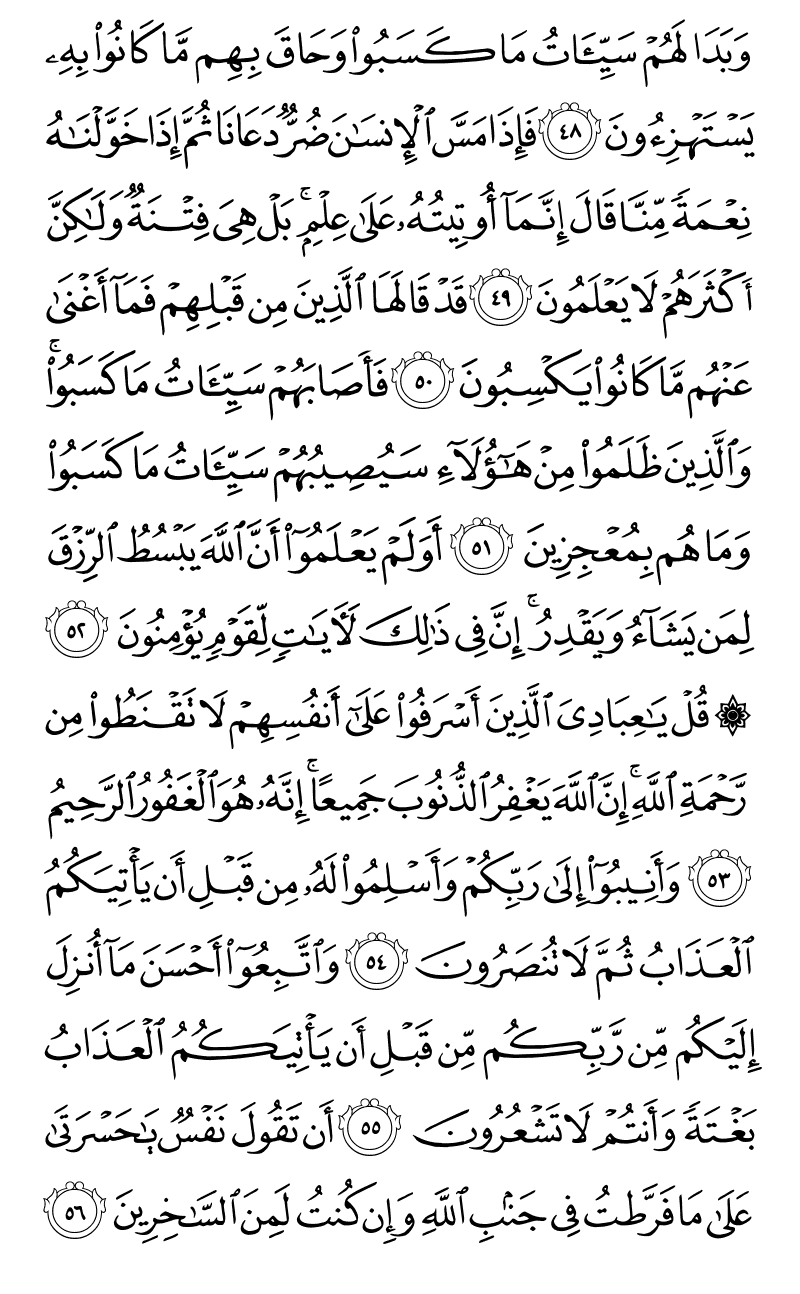 وَبَدَا لَهُمْ سَيِّـَٔاتُ مَا كَسَبُوا۟ وَحَاقَ بِهِم مَّا كَانُوا۟ بِهِۦ
يَسْتَهْزِءُونَ ٤٨ فَإِذَا مَسَّ ٱلْإِنسَٰنَ ضُرٌّ دَعَانَا ثُمَّ إِذَا خَوَّلْنَٰهُ
نِعْمَةً مِّنَّا قَالَ إِنَّمَآ أُوتِيتُهُۥ عَلَىٰ عِلْمٍۭ ۚ بَلْ هِىَ فِتْنَةٌ وَلَٰكِنَّ
أَكْثَرَهُمْ لَا يَعْلَمُونَ ٤٩ قَدْ قَالَهَا ٱلَّذِينَ مِن قَبْلِهِمْ فَمَآ أَغْنَىٰ
عَنْهُم مَّا كَانُوا۟ يَكْسِبُونَ ٥٠ فَأَصَابَهُمْ سَيِّـَٔاتُ مَا كَسَبُوا۟ ۚ
وَٱلَّذِينَ ظَلَمُوا۟ مِنْ هَٰٓؤُلَآءِ سَيُصِيبُهُمْ سَيِّـَٔاتُ مَا كَسَبُوا۟
وَمَا هُم بِمُعْجِزِينَ ٥١ أَوَلَمْ يَعْلَمُوٓا۟ أَنَّ ٱللَّهَ يَبْسُطُ ٱلرِّزْقَ
لِمَن يَشَآءُ وَيَقْدِرُ ۚ إِنَّ فِى ذَٰلِكَ لَـَٔايَٰتٍ لِّقَوْمٍ يُؤْمِنُونَ ٥٢
۞ قُلْ يَٰعِبَادِىَ ٱلَّذِينَ أَسْرَفُوا۟ عَلَىٰٓ أَنفُسِهِمْ لَا تَقْنَطُوا۟ مِن
رَّحْمَةِ ٱللَّهِ ۚ إِنَّ ٱللَّهَ يَغْفِرُ ٱلذُّنُوبَ جَمِيعًا ۚ إِنَّهُۥ هُوَ ٱلْغَفُورُ ٱلرَّحِيمُ
٥٣ وَأَنِيبُوٓا۟ إِلَىٰ رَبِّكُمْ وَأَسْلِمُوا۟ لَهُۥ مِن قَبْلِ أَن يَأْتِيَكُمُ
ٱلْعَذَابُ ثُمَّ لَا تُنصَرُونَ ٥٤ وَٱتَّبِعُوٓا۟ أَحْسَنَ مَآ أُنزِلَ
إِلَيْكُم مِّن رَّبِّكُم مِّن قَبْلِ أَن يَأْتِيَكُمُ ٱلْعَذَابُ
بَغْتَةً وَأَنتُمْ لَا تَشْعُرُونَ ٥٥ أَن تَقُولَ نَفْسٌ يَٰحَسْرَتَىٰ
عَلَىٰ مَا فَرَّطتُ فِى جَنۢبِ ٱللَّهِ وَإِن كُنتُ لَمِنَ ٱلسَّٰخِرِينَ ٥٦